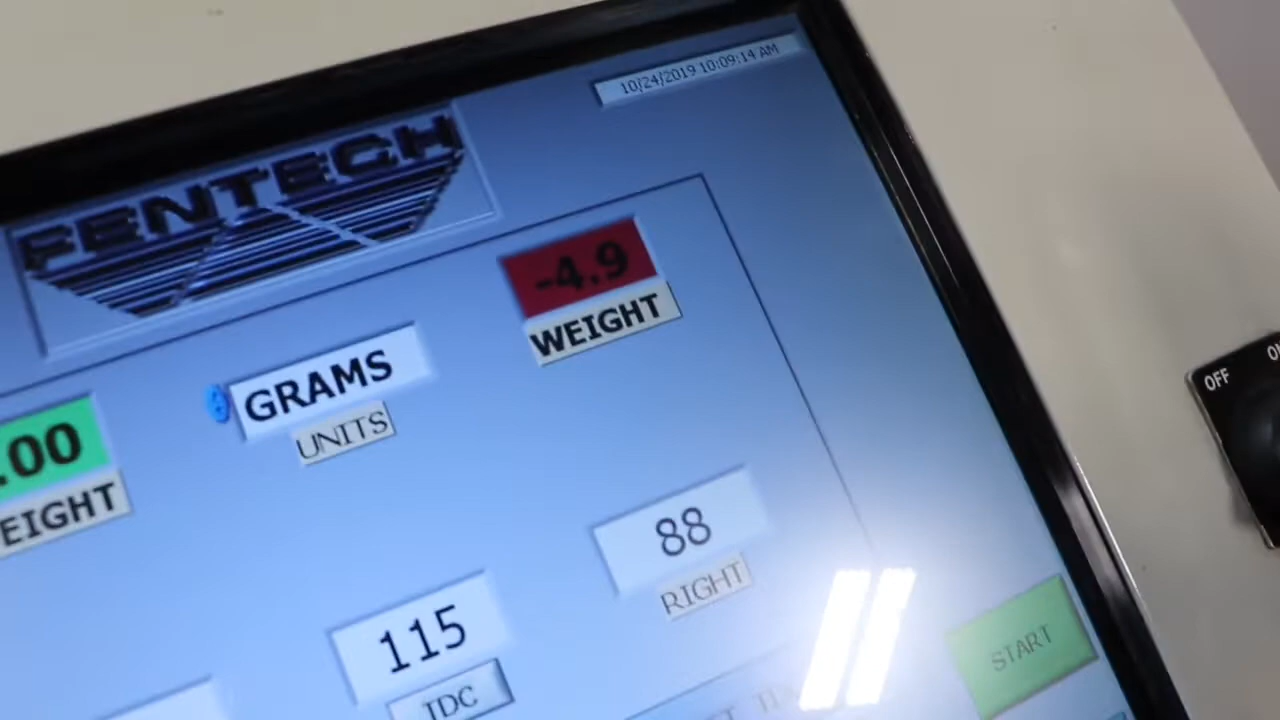 10/24/2019 10:09:14 AM
FENTECH
-4.9
WEIGHT
GRAMS
UNITS
.00
EIGHT
88
RIGHT
115
TDC
START
OFF